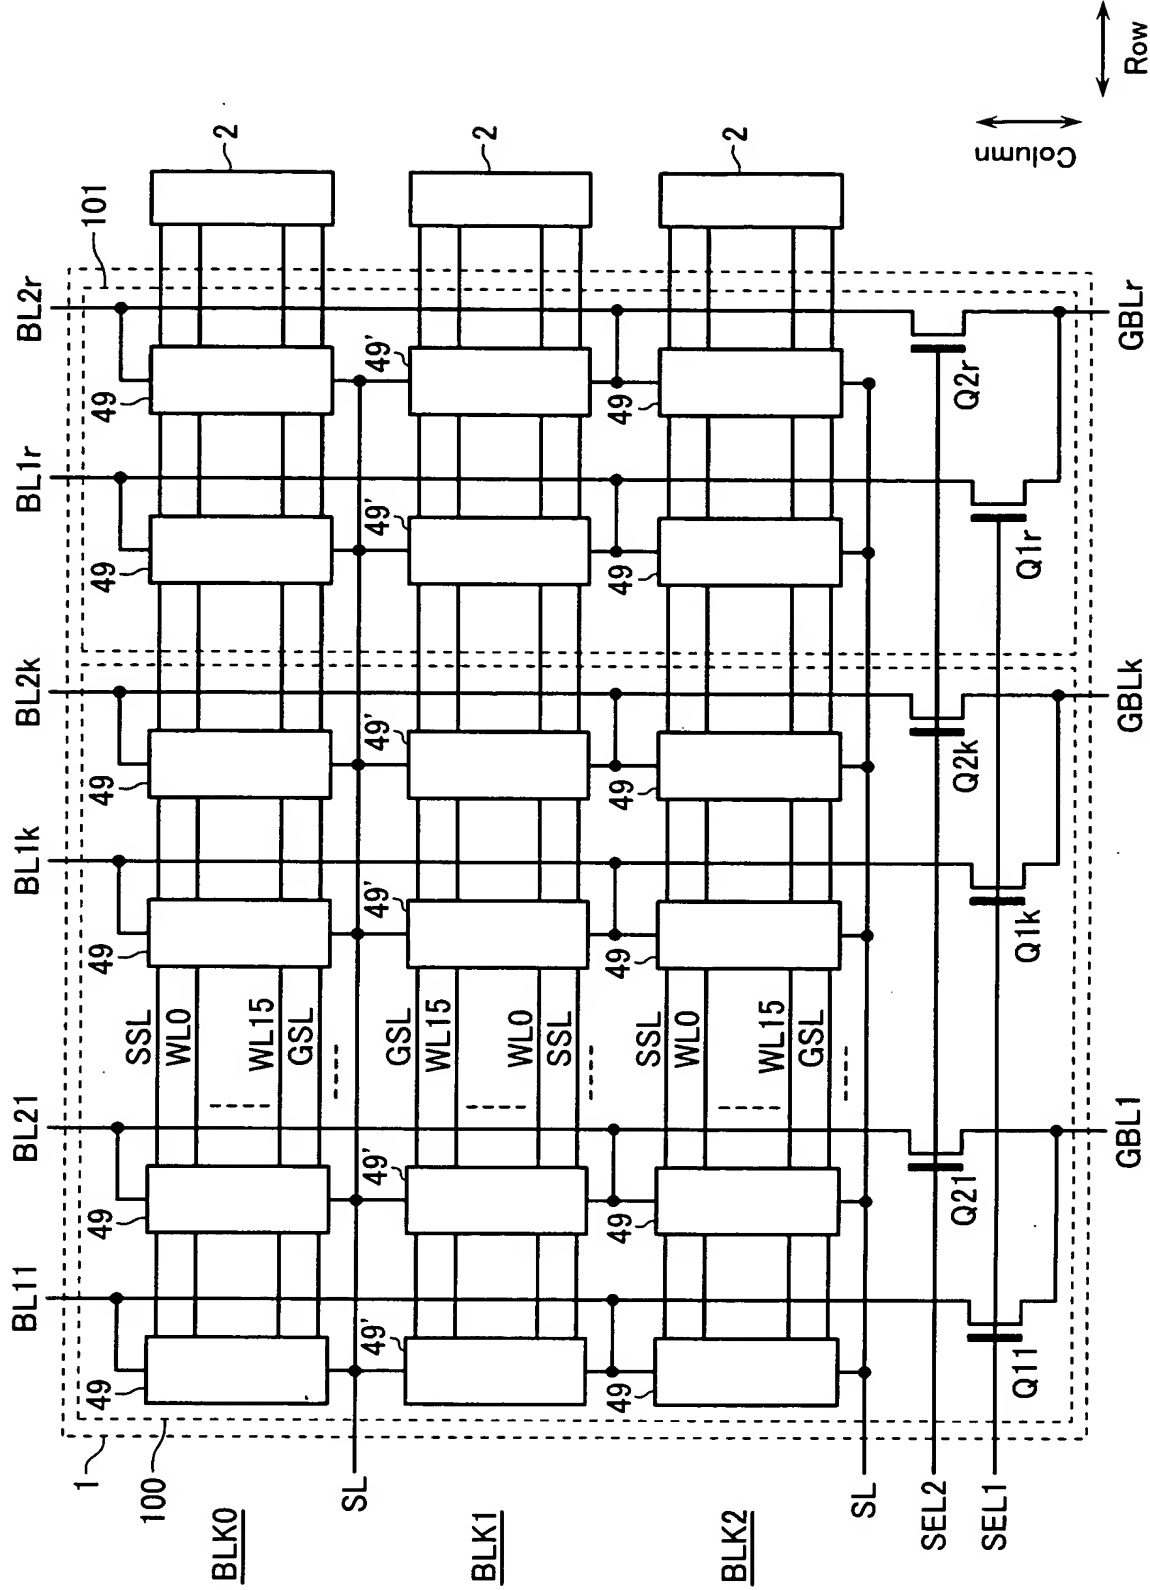 BL11
BL21
BL1k
BL2k
BL1r
BL2r
101
1
100
BLK0
49
49
49
49
49
49
2
SSL
WL0
WL15
GSL
SL
BLK1
49'
49'
49'
49'
49'
49'
2
GSL
WL15
WL0
SSL
BLK2
49
49
49
49
49
49
2
SSL
WL0
WL15
GSL
SL
SEL2
SEL1
Q21
Q2k
Q2r
Q11
Q1k
Q1r
GBL1
GBLk
GBLr
Column
Row